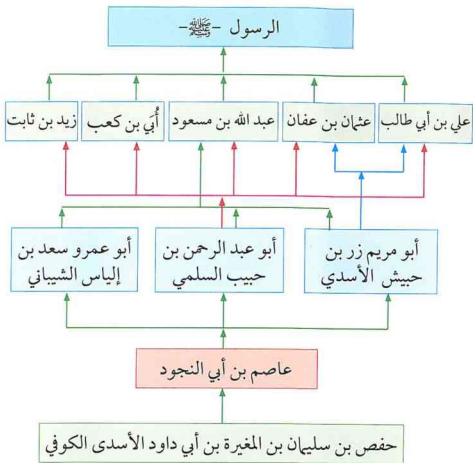 الرسول -ﷺ-
علي بن أبي طالب
عثمان بن عفان
عبد الله بن مسعود
أُبَي بن كعب
زيد بن ثابت
أبو مريم زر بن
حبيش الأسدي
أبو عبد الرحمن بن
حبيب السلمي
أبو عمرو سعد بن
إلياس الشيباني
عاصم بن أبي النجود
حفص بن سليمان بن المغيرة بن أبي داود الأسدى الكوفي